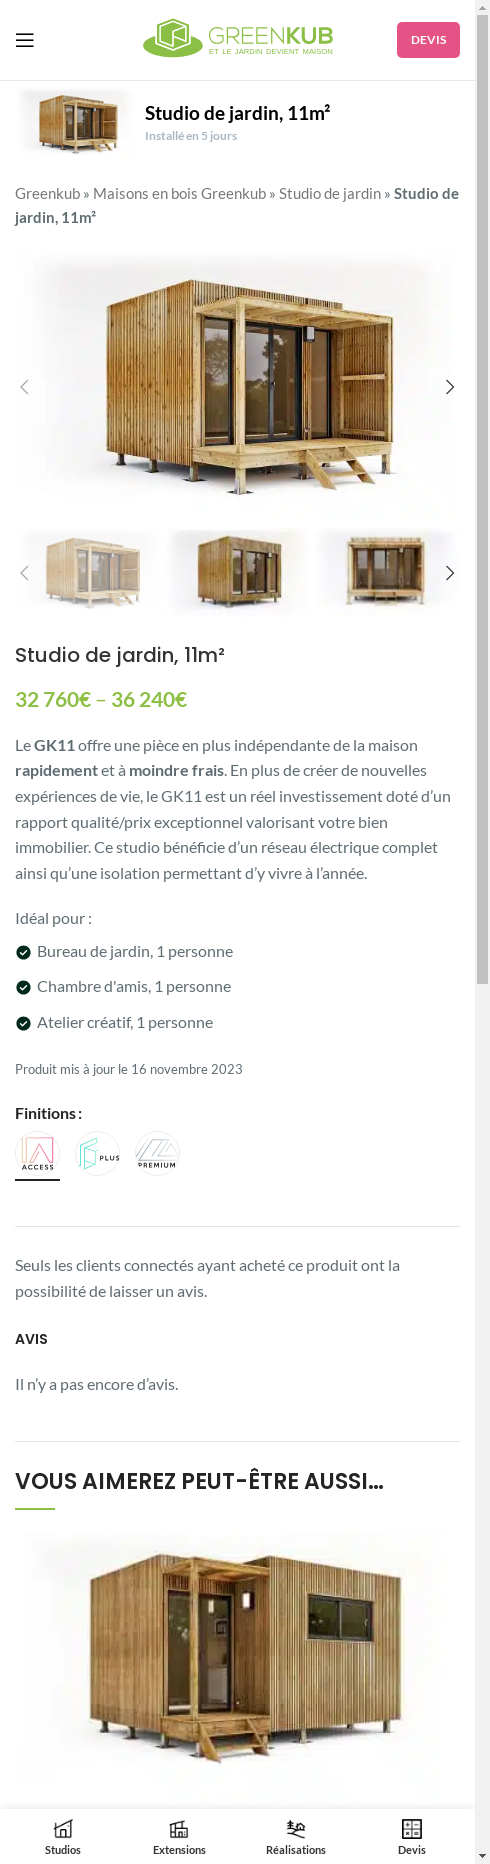 GREENKUB
ET LE JARDIN DEVIENT MAISON
DEVIS
Studio de jardin, 11m²
Installé en 5 jours
Greenkub » Maisons en bois Greenkub » Studio de jardin » Studio de
jardin, 11m²
Studio de jardin, 11m²
32 760€ – 36 240€
Le GK11 offre une pièce en plus indépendante de la maison
rapidement et à moindre frais. En plus de créer de nouvelles
expériences de vie, le GK11 est un réel investissement doté d’un
rapport qualité/prix exceptionnel valorisant votre bien
immobilier. Ce studio bénéficie d’un réseau électrique complet
ainsi qu’une isolation permettant d’y vivre à l’année.
Idéal pour :
Bureau de jardin, 1 personne
Chambre d'amis, 1 personne
Atelier créatif, 1 personne
Produit mis à jour le 16 novembre 2023
Finitions :
ACCESS PLUS PREMIUM
Seuls les clients connectés ayant acheté ce produit ont la
possibilité de laisser un avis.
AVIS
Il n’y a pas encore d’avis.
VOUS AIMEREZ PEUT-ÊTRE AUSSI…
Studios Extensions Réalisations Devis